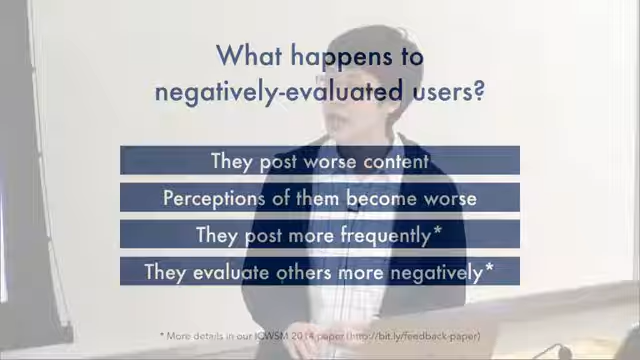 What happens to
negatively-evaluated users?
They post worse content
Perceptions of them become worse
They post more frequently*
They evaluate others more negatively*
* More details in our ICWSM 2014 paper (http://bit.ly/feedback-paper)